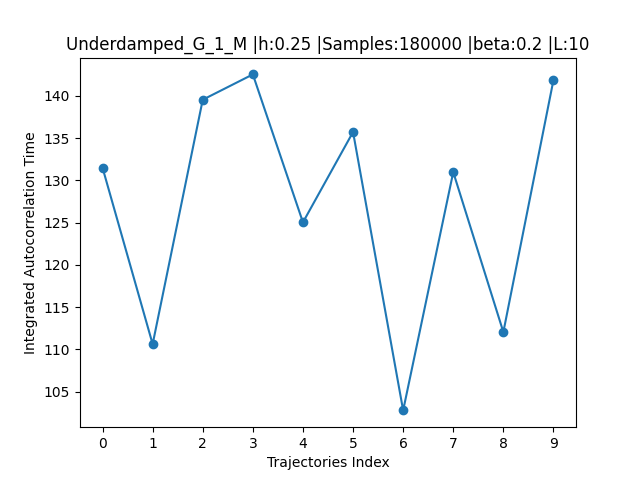 Underdamped_G_1_M |h:0.25 |Samples:180000 |beta:0.2 |L:10
Integrated Autocorrelation Time
140
135
130
125
120
115
110
105
0 1 2 3 4 5 6 7 8 9
Trajectories Index